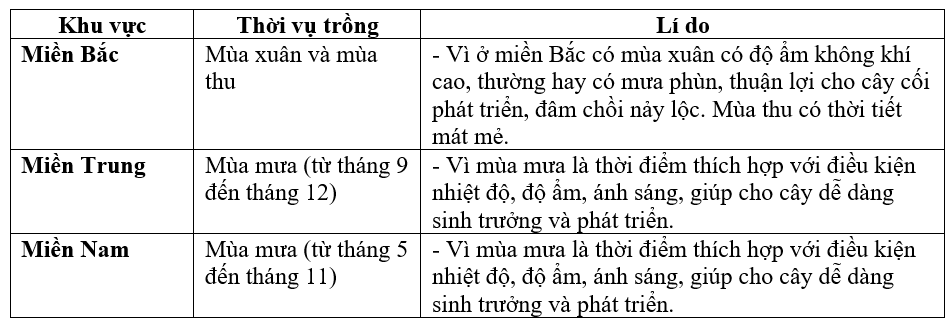 Khu vực Thời vụ trồng Lí do
Miền Bắc
Mùa xuân và mùa
thu
- Vì ở miền Bắc có mùa xuân có độ ẩm không khí
cao, thường hay có mưa phùn, thuận lợi cho cây cối
phát triển, đâm chồi nảy lộc. Mùa thu có thời tiết
mát mẻ.
Miền Trung
Mùa mưa (từ tháng 9
đến tháng 12)
- Vì mùa mưa là thời điểm thích hợp với điều kiện
nhiệt độ, độ ẩm, ánh sáng, giúp cho cây dễ dàng
sinh trưởng và phát triển.
Miền Nam
Mùa mưa (từ tháng 5
đến tháng 11)
- Vì mùa mưa là thời điểm thích hợp với điều kiện
nhiệt độ, độ ẩm, ánh sáng, giúp cho cây dễ dàng
sinh trưởng và phát triển.